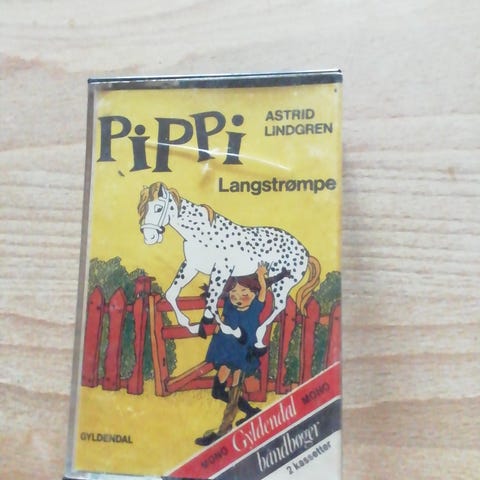 PiPPi
ASTRID
LINDGREN
Langstrømpe
GYLDENDAL
MONO Gyldendal MONO
båndbøger
2 kassetter